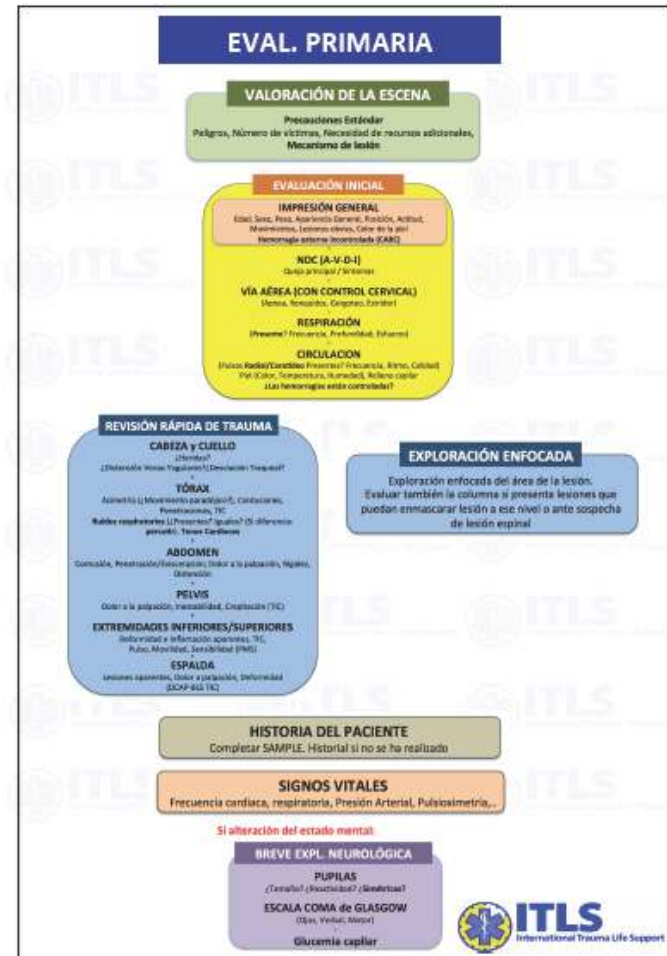 EVAL. PRIMARIA
VALORACIÓN DE LA ESCENA
Precauciones Estándar
Peligros, Número de víctimas, Necesidad de recursos adicionales,
Mecanismo de lesión
EVALUACIÓN INICIAL
IMPRESIÓN GENERAL
Edad, Sexo, Peso, Apariencia General, Posición, Actitud,
Movimientos, Lesiones obvias, Color de la piel
Hemorragia externa incontrolada (CABC)
NDC (A-V-D-I)
Queja principal / Síntomas
VÍA AÉREA (CON CONTROL CERVICAL)
(Apnea, Ronquidos, Gorgoteo, Estridor)
RESPIRACIÓN
(Presente? Frecuencia, Profundidad, Esfuerzo)
CIRCULACION
(Pulsos Radial/Carotídeo Presentes? Frecuencia, Ritmo, Calidad)
Piel (Color, Temperatura, Humedad), Relleno capilar
¿Las hemorragias están controladas?
REVISIÓN RÁPIDA DE TRAUMA
CABEZA y CUELLO
¿Heridas?
¿Distensión Venas Yugulares?¿Desviación Traqueal?
TÓRAX
Asimetría (¿Movimiento paradójico?), Contusiones,
Penetraciones, TIC
Ruidos respiratorios (¿Presentes? Iguales? (Si diferencia:
percutir). Tonos Cardiacos
ABDOMEN
Contusión, Penetración/Evisceración; Dolor a la palpación, Rigidez,
Distensión
PELVIS
Dolor a la palpación, Inestabilidad, Crepitación (TIC)
EXTREMIDADES INFERIORES/SUPERIORES
Deformidad e Inflamación aparentes, TIC,
Pulso, Movilidad, Sensibilidad (PMS)
ESPALDA
Lesiones aparentes, Dolor a palpación, Deformidad
(DCAP-BLS TIC)
EXPLORACIÓN ENFOCADA
Exploración enfocada del área de la lesión.
Evaluar también la columna si presenta lesiones que
puedan enmascarar lesión a ese nivel o ante sospecha
de lesión espinal
HISTORIA DEL PACIENTE
Completar SAMPLE. Historial si no se ha realizado
SIGNOS VITALES
Frecuencia cardiaca, respiratoria, Presión Arterial, Pulsioximetría,..
Si alteración del estado mental:
BREVE EXPL. NEUROLÓGICA
PUPILAS
¿Tamaño? ¿Reactividad? ¿Simétricas?
ESCALA COMA de GLASGOW
(Ojos, Verbal, Motor)
Glucemia capilar
ITLS
International Trauma Life Support